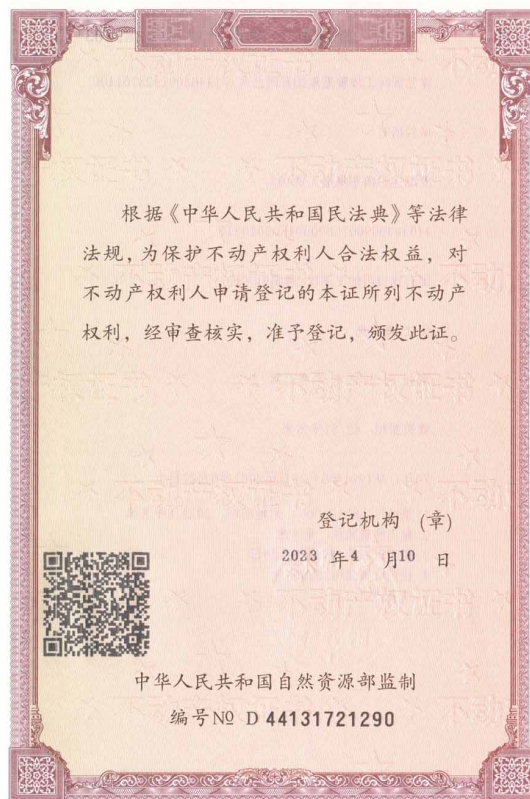 根据《中华人民共和国民法典》等法律
法规，为保护不动产权利人合法权益，对
不动产权利人申请登记的本证所列不动产
权利，经审查核实，准予登记，颁发此证。
登记机构 (章)
2023 年4 月10 日
中华人民共和国自然资源部监制
编号№ D 44131721290